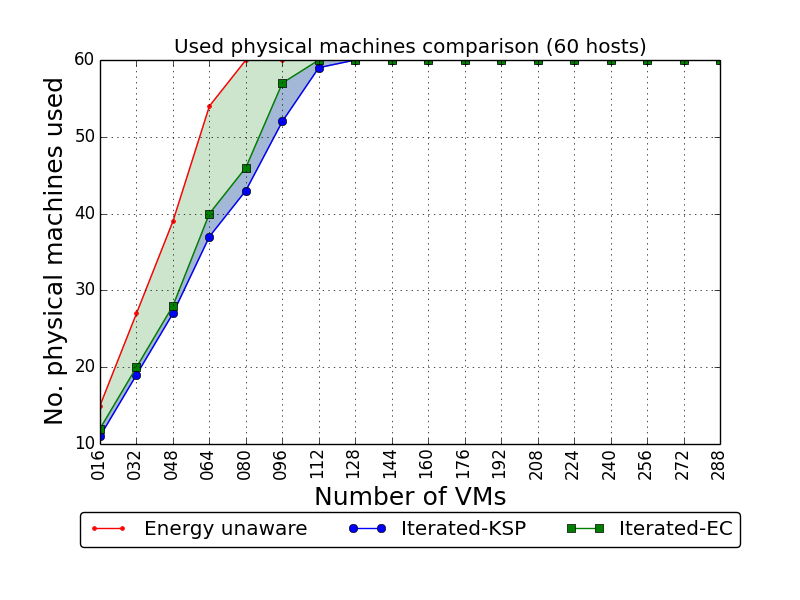 Used physical machines comparison (60 hosts)
No. physical machines used
60
50
40
30
20
10
016 032 048 064 080 096 112 128 144 160 176 192 208 224 240 256 272 288
Number of VMs
Energy unaware Iterated-KSP Iterated-EC